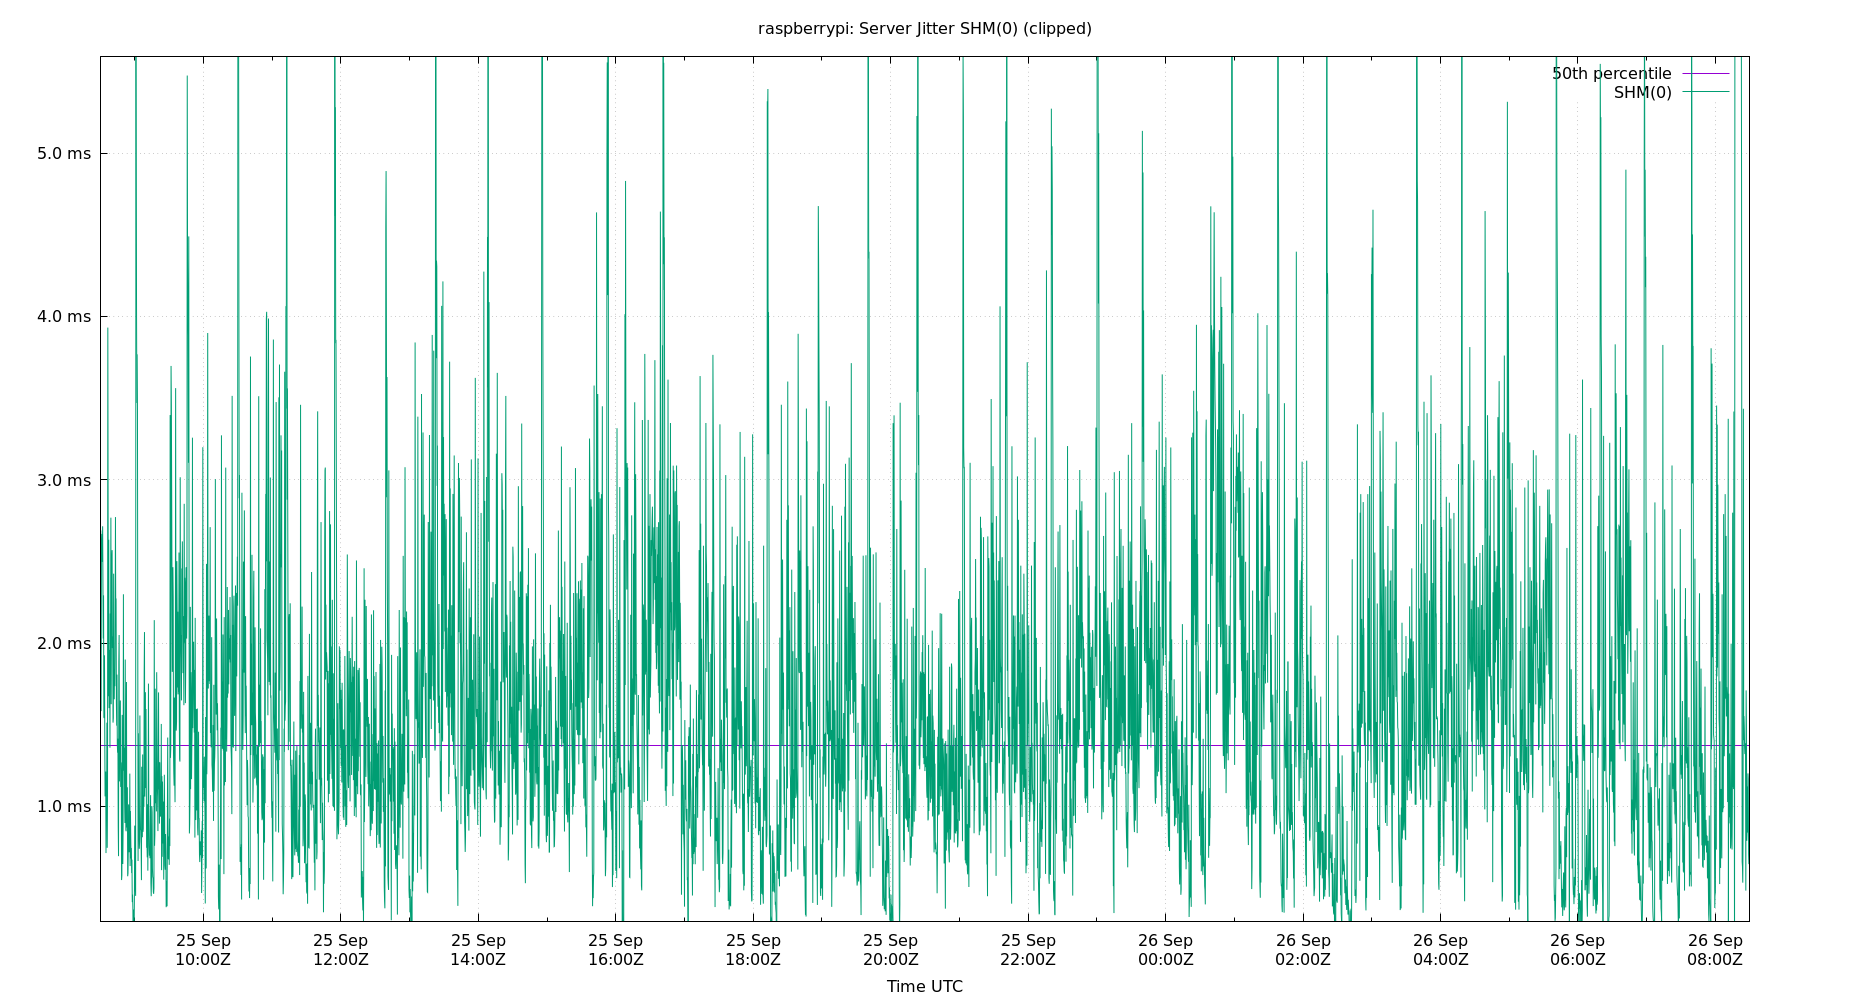 raspberrypi: Server Jitter SHM(0) (clipped)
50th percentile
SHM(0)
5.0 ms
4.0 ms
3.0 ms
2.0 ms
1.0 ms
25 Sep 25 Sep 25 Sep 25 Sep 25 Sep 25 Sep 25 Sep 26 Sep 26 Sep 26 Sep 26 Sep 26 Sep
10:00Z 12:00Z 14:00Z 16:00Z 18:00Z 20:00Z 22:00Z 00:00Z 02:00Z 04:00Z 06:00Z 08:00Z
Time UTC